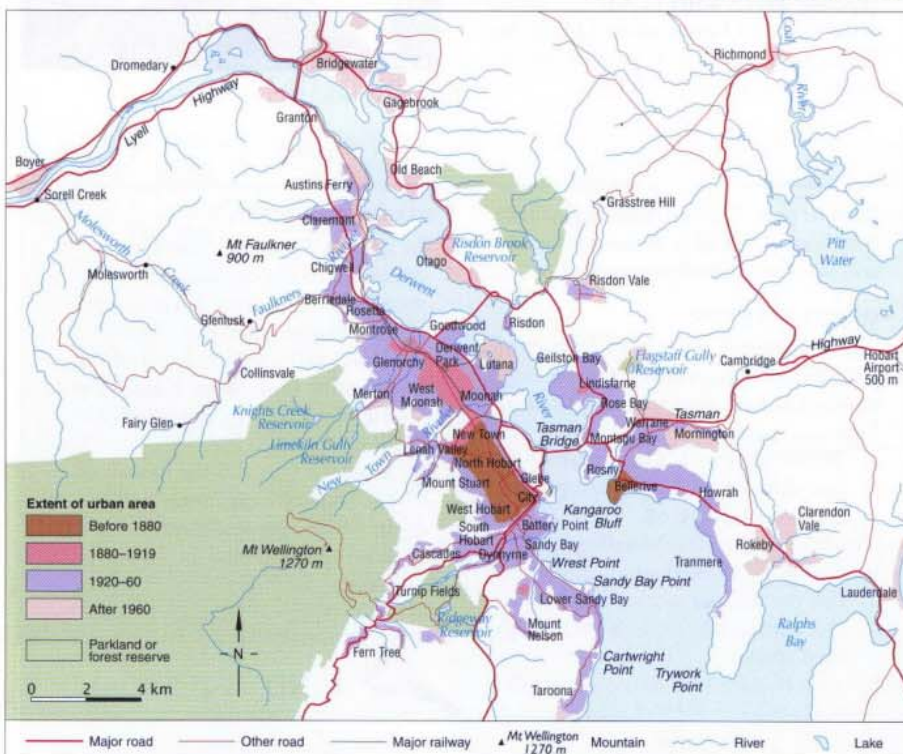 Richmond
Coal
River
Dromedary
Bridgewater
Gagebrook
Lyell Highway
Granton
Boyer
Old Beach
Sorell Creek
Austins Ferry
Grasstree Hill
Claremont
Molesworth
Creek
Mt Faulkner
900 m
River
Risdon Brook
Reservoir
Otago
Pitt
Water
Molesworth
Chigwell
Derwent
Risdon Vale
Faulkners
Berriedale
Glenlusk
Rosetta
Goodwood
Risdon
Montrose
Highway
Derwent
Park
Geilston Bay
Flagstaff Gully
Reservoir
Cambridge
Hobart
Airport
500 m
Glenorchy
Lutana
Collinsvale
Lindisfarne
West
Moonah
Moonah
River
Rose Bay
Merton
Knights Creek
Reservoir
Tasman
Fairy Glen
Rivulet
Tasman
Bridge
Warrane
Mornington
Limekiln Gully
Reservoir
New Town
Montagu Bay
Lenah Valley
New Town
North Hobart
Glebe
Rosny
Mount Stuart
City
Bellerive
Howrah
Extent of urban area
Before 1880
West Hobart
Kangaroo
Bluff
Clarendon
Vale
1880–1919
South
Hobart
Battery Point
Mt Wellington
1270 m
Cascades
Dynnyrne
Sandy Bay
Rokeby
1920–60
Wrest Point
Tranmere
Turnip Fields
Sandy Bay Point
After 1960
Lower Sandy Bay
Lauderdale
Ridgeway
Reservoir
Ralphs
Bay
Parkland or
forest reserve
– N –
Mount
Nelson
Fern Tree
Cartwright
Point
Trywork
Point
0 2 4 km
Taroona
Major road
Other road
Major railway
Mt Wellington
1270 m
Mountain
River
Lake